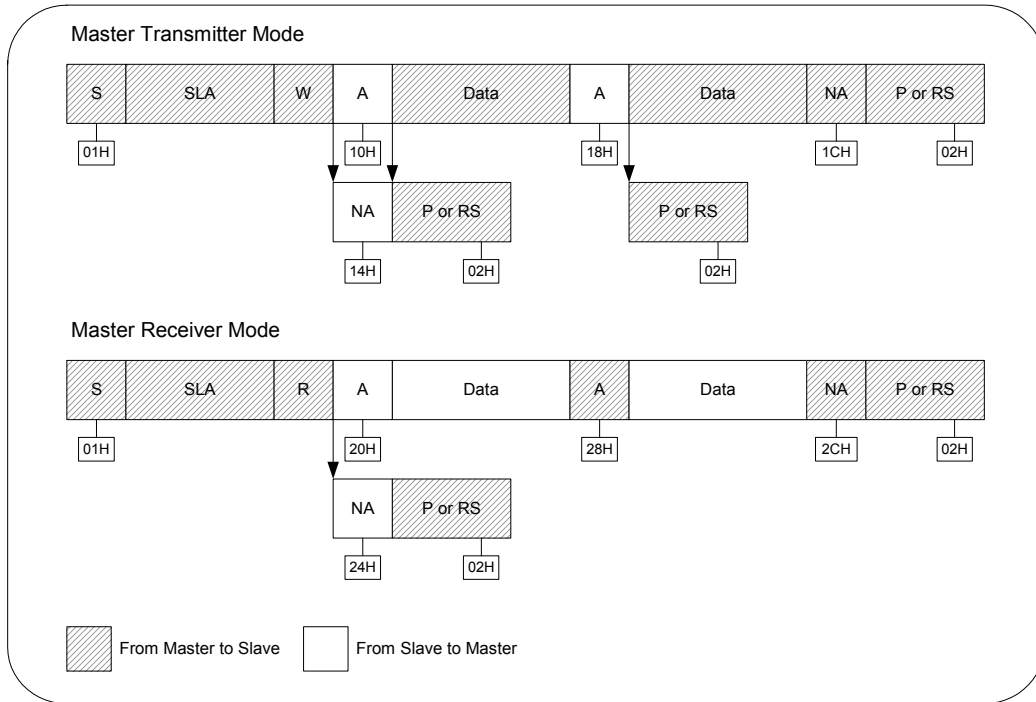 Master Transmitter Mode
S SLA W A Data A Data NA P or RS
01H 10H 18H 1CH 02H
NA P or RS P or RS
14H 02H 02H
Master Receiver Mode
S SLA R A Data A Data NA P or RS
01H 20H 28H 2CH 02H
NA P or RS
24H 02H
From Master to Slave From Slave to Master